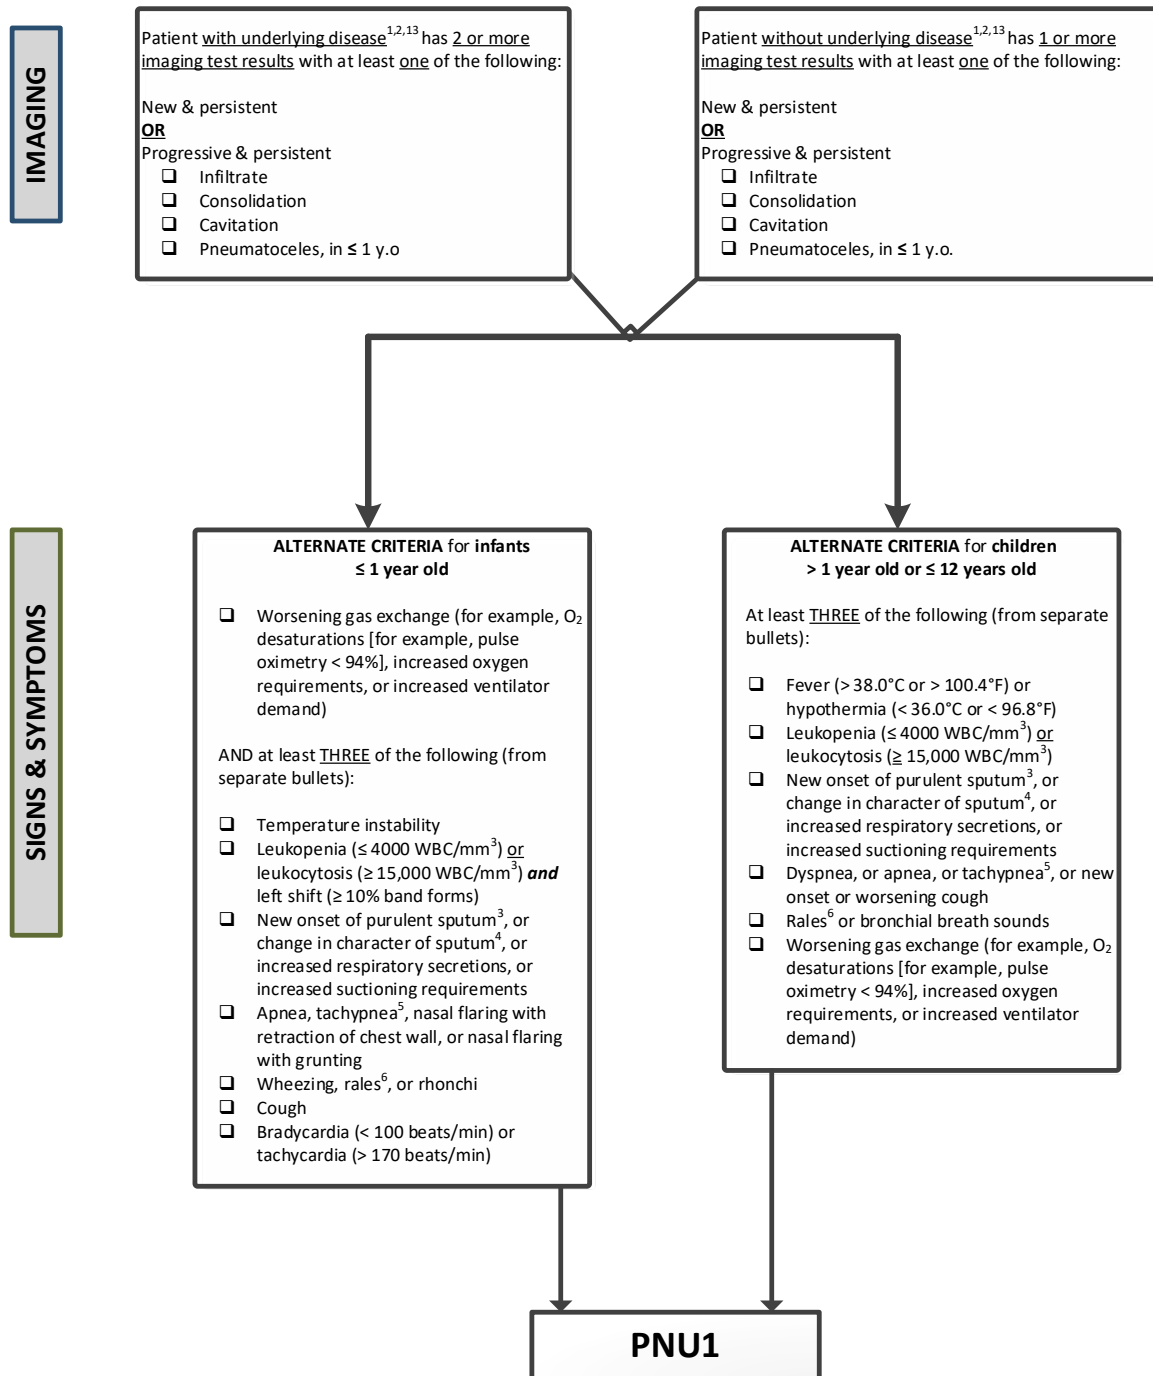 IMAGING
Patient with underlying disease1,2,13 has 2 or more
imaging test results with at least one of the following:
New & persistent
OR
Progressive & persistent
❑ Infiltrate
❑ Consolidation
❑ Cavitation
❑ Pneumatoceles, in ≤ 1 y.o
Patient without underlying disease1,2,13 has 1 or more
imaging test results with at least one of the following:
New & persistent
OR
Progressive & persistent
❑ Infiltrate
❑ Consolidation
❑ Cavitation
❑ Pneumatoceles, in ≤ 1 y.o.
SIGNS & SYMPTOMS
ALTERNATE CRITERIA for infants
≤ 1 year old
❑ Worsening gas exchange (for example, O2
desaturations [for example, pulse
oximetry < 94%], increased oxygen
requirements, or increased ventilator
demand)
AND at least THREE of the following (from
separate bullets):
❑ Temperature instability
❑ Leukopenia (≤ 4000 WBC/mm3) or
leukocytosis (≥ 15,000 WBC/mm3) and
left shift (≥ 10% band forms)
❑ New onset of purulent sputum3, or
change in character of sputum4, or
increased respiratory secretions, or
increased suctioning requirements
❑ Apnea, tachypnea5, nasal flaring with
retraction of chest wall, or nasal flaring
with grunting
❑ Wheezing, rales6, or rhonchi
❑ Cough
❑ Bradycardia (< 100 beats/min) or
tachycardia (> 170 beats/min)
ALTERNATE CRITERIA for children
> 1 year old or ≤ 12 years old
At least THREE of the following (from separate
bullets):
❑ Fever (> 38.0°C or > 100.4°F) or
hypothermia (< 36.0°C or < 96.8°F)
❑ Leukopenia (≤ 4000 WBC/mm3) or
leukocytosis (≥ 15,000 WBC/mm3)
❑ New onset of purulent sputum3, or
change in character of sputum4, or
increased respiratory secretions, or
increased suctioning requirements
❑ Dyspnea, or apnea, or tachypnea5, or new
onset or worsening cough
❑ Rales6 or bronchial breath sounds
❑ Worsening gas exchange (for example, O2
desaturations [for example, pulse
oximetry < 94%], increased oxygen
requirements, or increased ventilator
demand)
PNU1